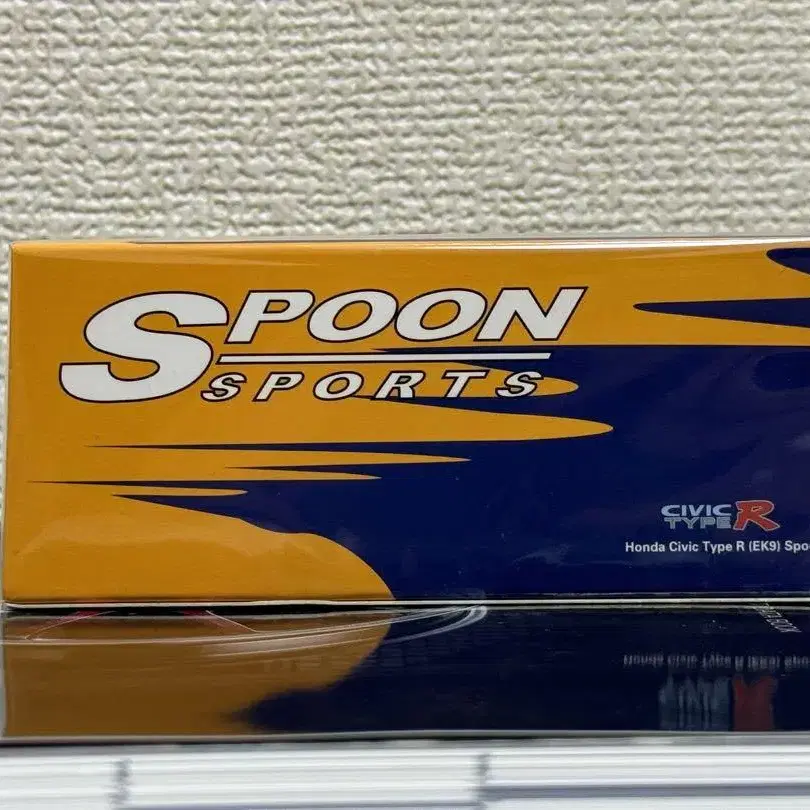 SPOON
SPORTS
CIVIC
TYPE R
Honda Civic Type R (EK9) Spo